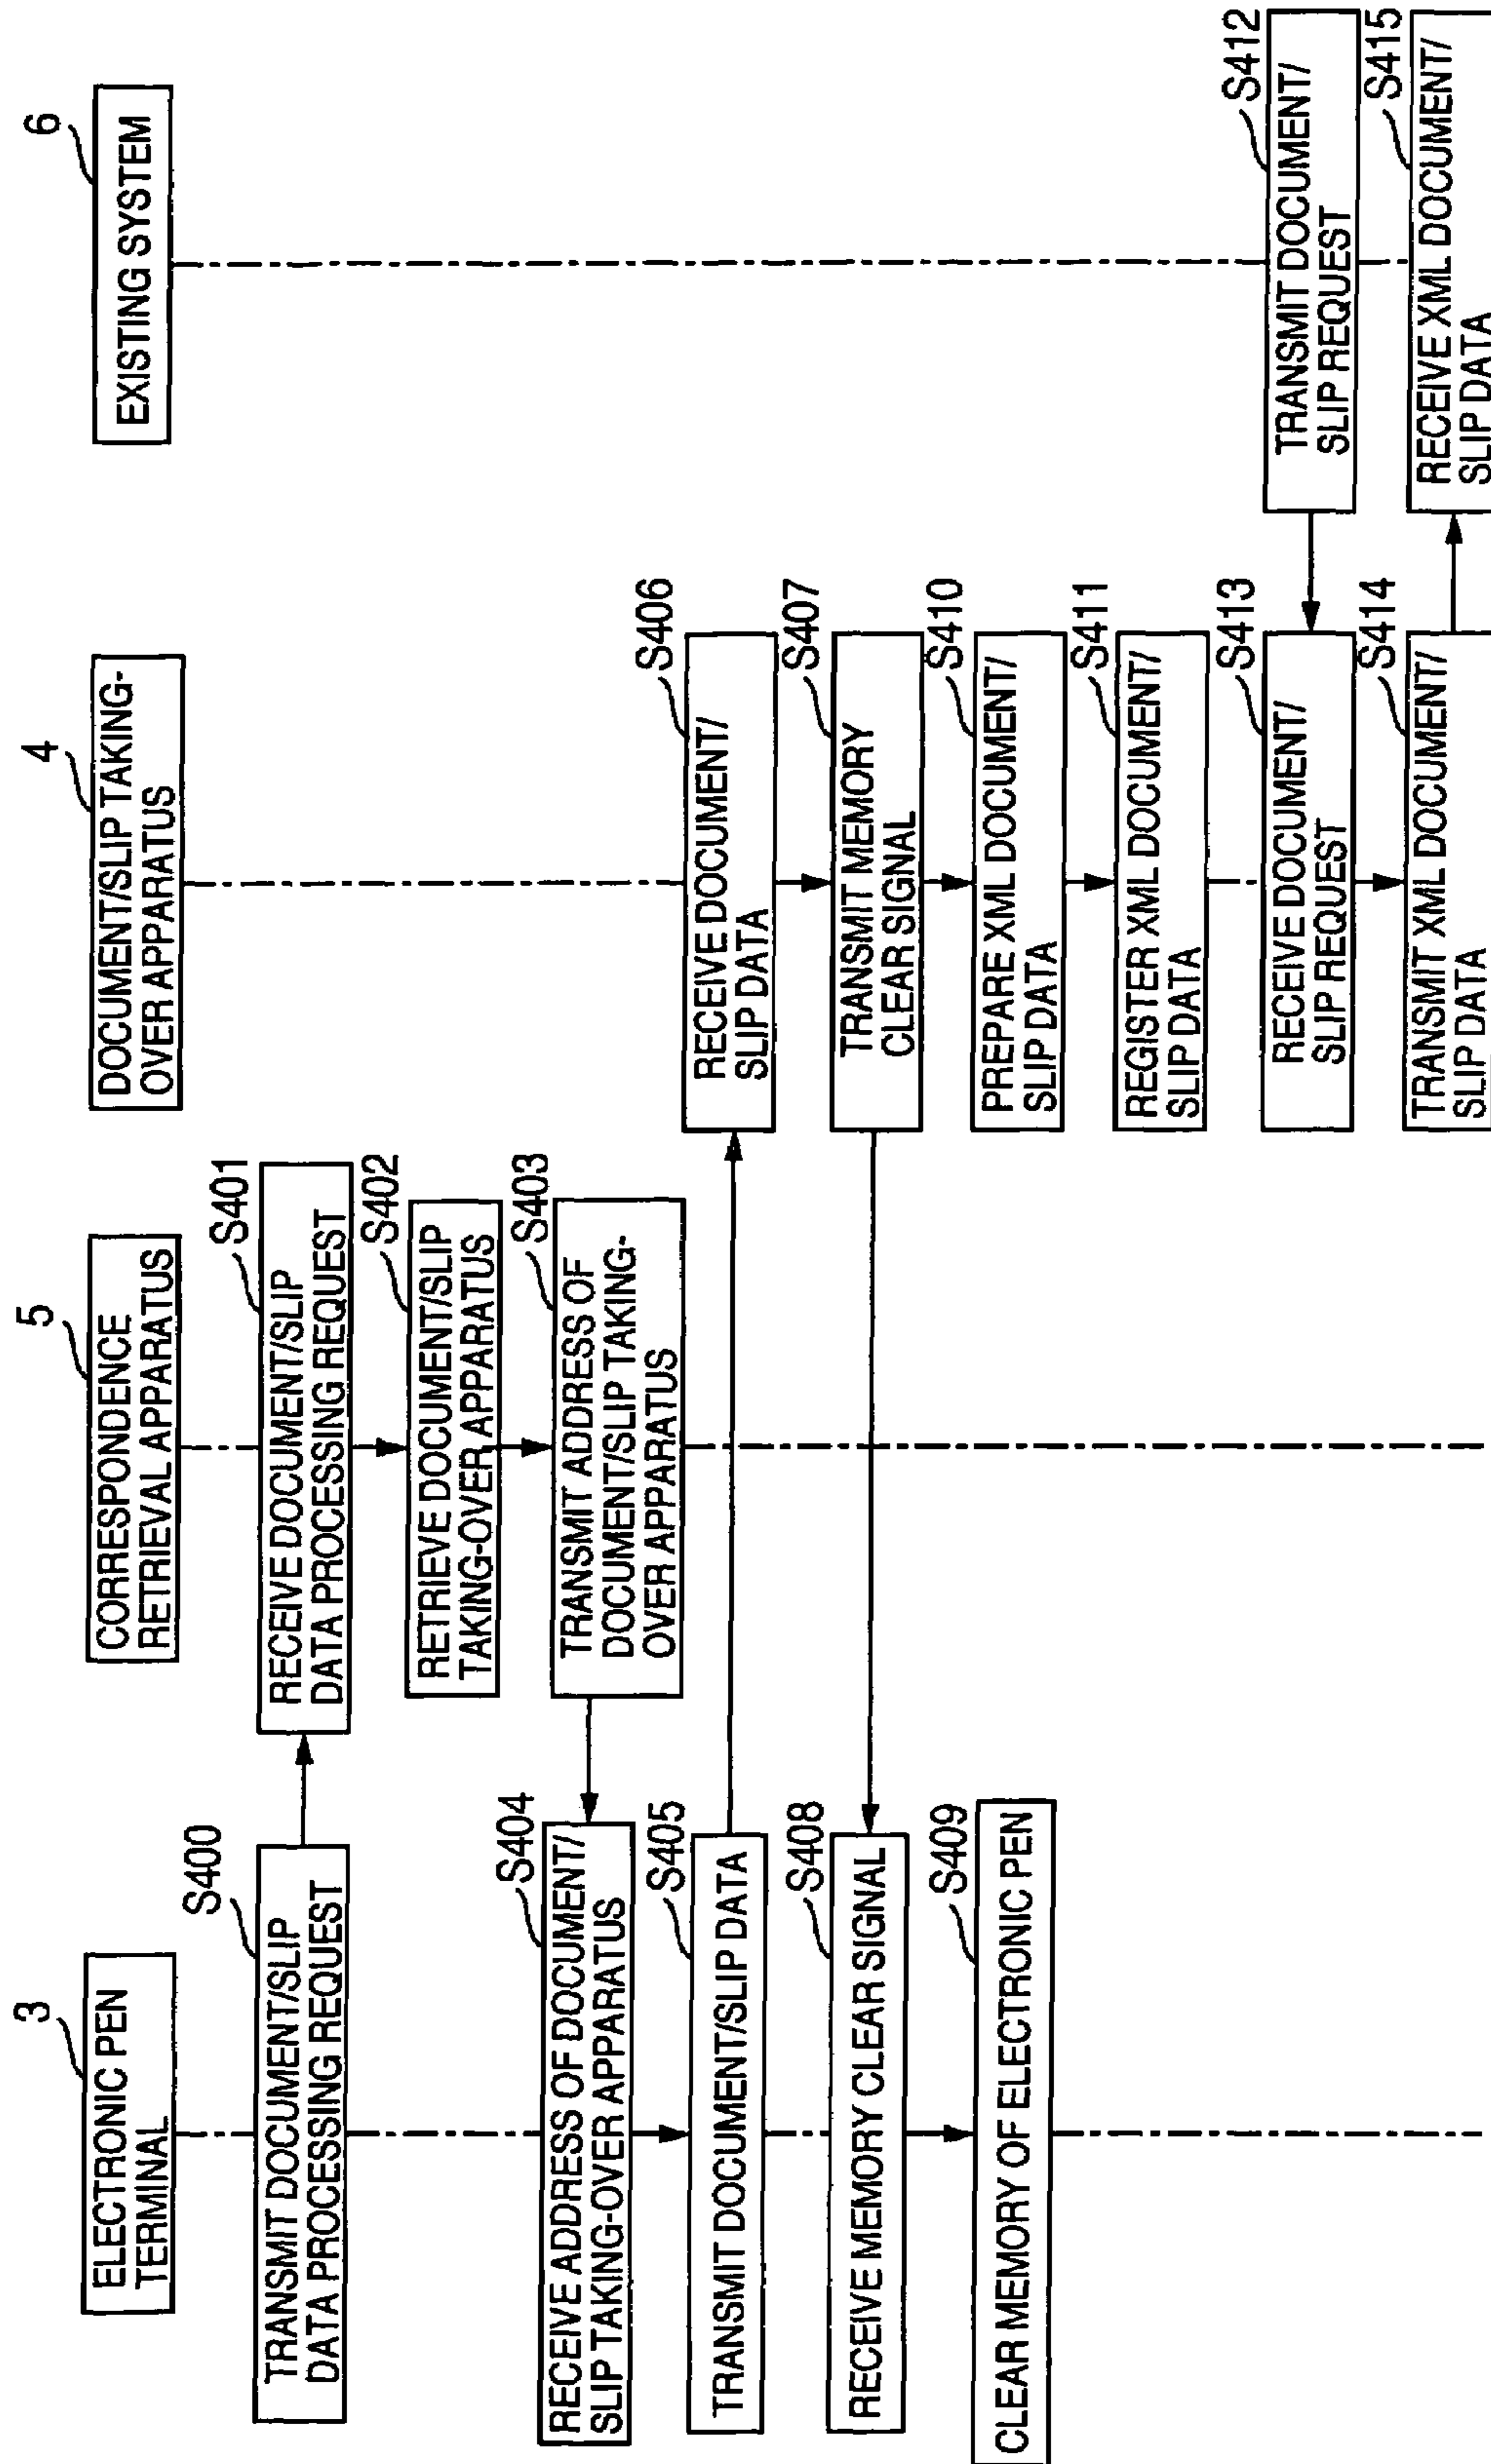 3
ELECTRONIC PEN
TERMINAL
5
CORRESPONDENCE
RETRIEVAL APPARATUS
4
DOCUMENT/SLIP TAKING-
OVER APPARATUS
6
EXISTING SYSTEM
S400
TRANSMIT DOCUMENT/SLIP
DATA PROCESSING REQUEST
S401
RECEIVE DOCUMENT/SLIP
DATA PROCESSING REQUEST
S402
RETRIEVE DOCUMENT/SLIP
TAKING-OVER APPARATUS
S403
TRANSMIT ADDRESS OF
DOCUMENT/SLIP TAKING-
OVER APPARATUS
S404
RECEIVE ADDRESS OF DOCUMENT/
SLIP TAKING-OVER APPARATUS
S405
TRANSMIT DOCUMENT/SLIP DATA
S406
RECEIVE DOCUMENT/
SLIP DATA
S407
TRANSMIT MEMORY
CLEAR SIGNAL
S408
RECEIVE MEMORY CLEAR SIGNAL
S409
CLEAR MEMORY OF ELECTRONIC PEN
S410
PREPARE XML DOCUMENT/
SLIP DATA
S411
REGISTER XML DOCUMENT/
SLIP DATA
S412
TRANSMIT DOCUMENT/
SLIP REQUEST
S413
RECEIVE DOCUMENT/
SLIP REQUEST
S414
TRANSMIT XML DOCUMENT/
SLIP DATA
S415
RECEIVE XML DOCUMENT/
SLIP DATA